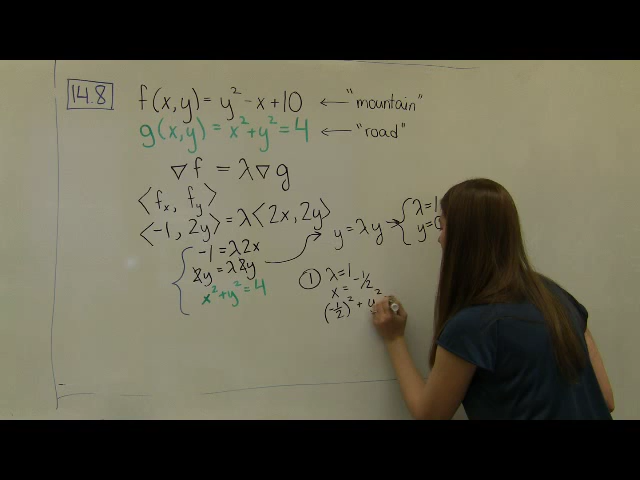 14.8
f(x,y) = y² - x + 10 ← "mountain"
g(x,y) = x² + y² = 4 ← "road"
∇f = λ∇g
⟨fx, fy⟩
⟨-1, 2y⟩ = λ⟨2x, 2y⟩
-1 = λ2x
2y = λ2y
x² + y² = 4
y = λy → { λ = 1
y = 0
① λ = 1
x = -1/2
(-1/2)² + y²